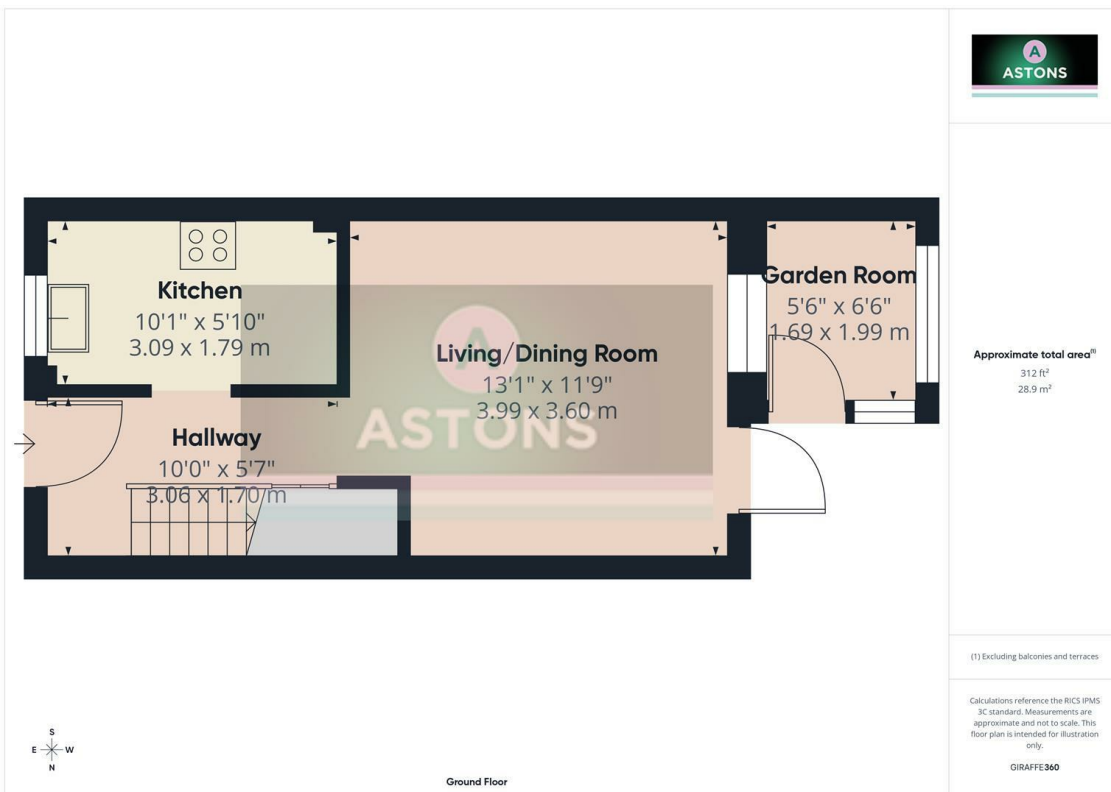 A
ASTONS
Kitchen
10'1" x 5'10"
3.09 x 1.79 m
Living/Dining Room
13'1" x 11'9"
3.99 x 3.60 m
Garden Room
5'6" x 6'6"
1.69 x 1.99 m
Hallway
10'0" x 5'7"
3.06 x 1.70 m
A
ASTONS
Approximate total area(1)
312 ft²
28.9 m²
(1) Excluding balconies and terraces
Calculations reference the RICS IPMS
3C standard. Measurements are
approximate and not to scale. This
floor plan is intended for illustration
only.
GIRAFFE360
S
E W
N
Ground Floor